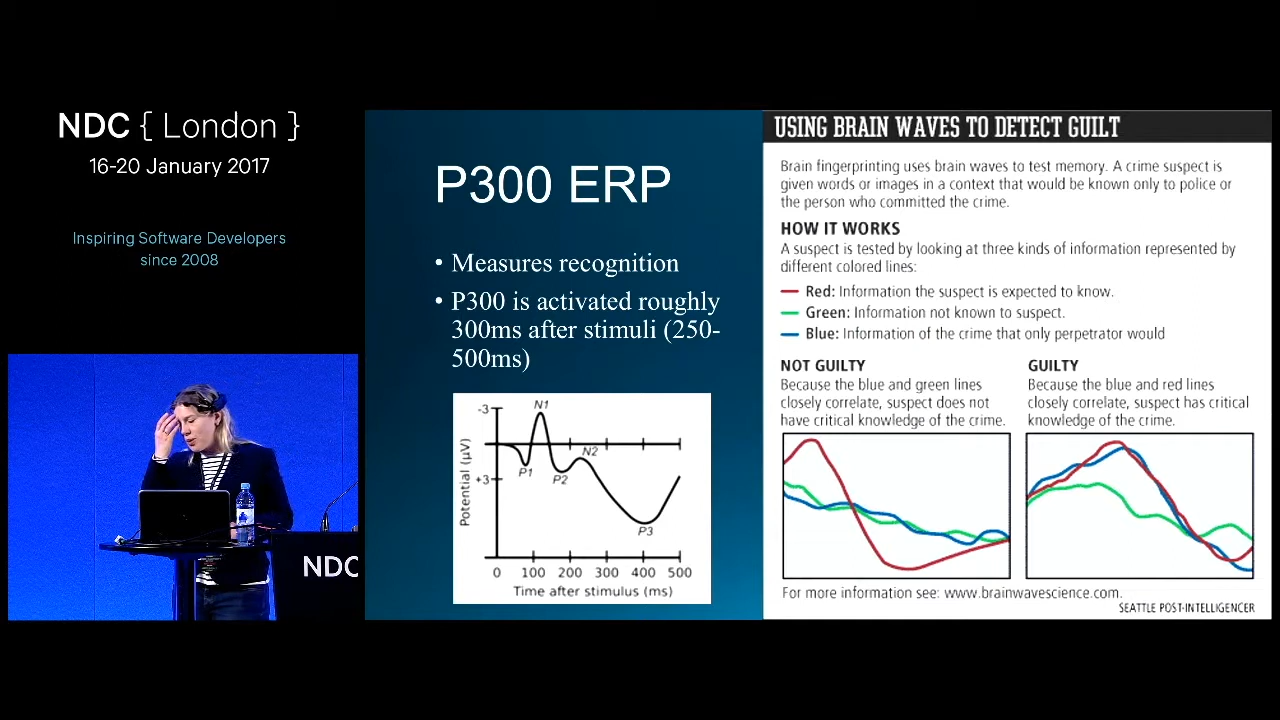 NDC { London }
16-20 January 2017
Inspiring Software Developers
since 2008
NDC
P300 ERP
• Measures recognition
• P300 is activated roughly
300ms after stimuli (250-
500ms)
-3
+3
Potential (µV)
N1
P1
P2
N2
P3
0 100 200 300 400 500
Time after stimulus (ms)
USING BRAIN WAVES TO DETECT GUILT
Brain fingerprinting uses brain waves to test memory. A crime suspect is
given words or images in a context that would be known only to police or
the person who committed the crime.
HOW IT WORKS
A suspect is tested by looking at three kinds of information represented by
different colored lines:
Red: Information the suspect is expected to know.
Green: Information not known to suspect.
Blue: Information of the crime that only perpetrator would
NOT GUILTY
Because the blue and green lines
closely correlate, suspect does not
have critical knowledge of the crime.
GUILTY
Because the blue and red lines
closely correlate, suspect has critical
knowledge of the crime.
For more information see: www.brainwavescience.com.
SEATTLE POST-INTELLIGENCER